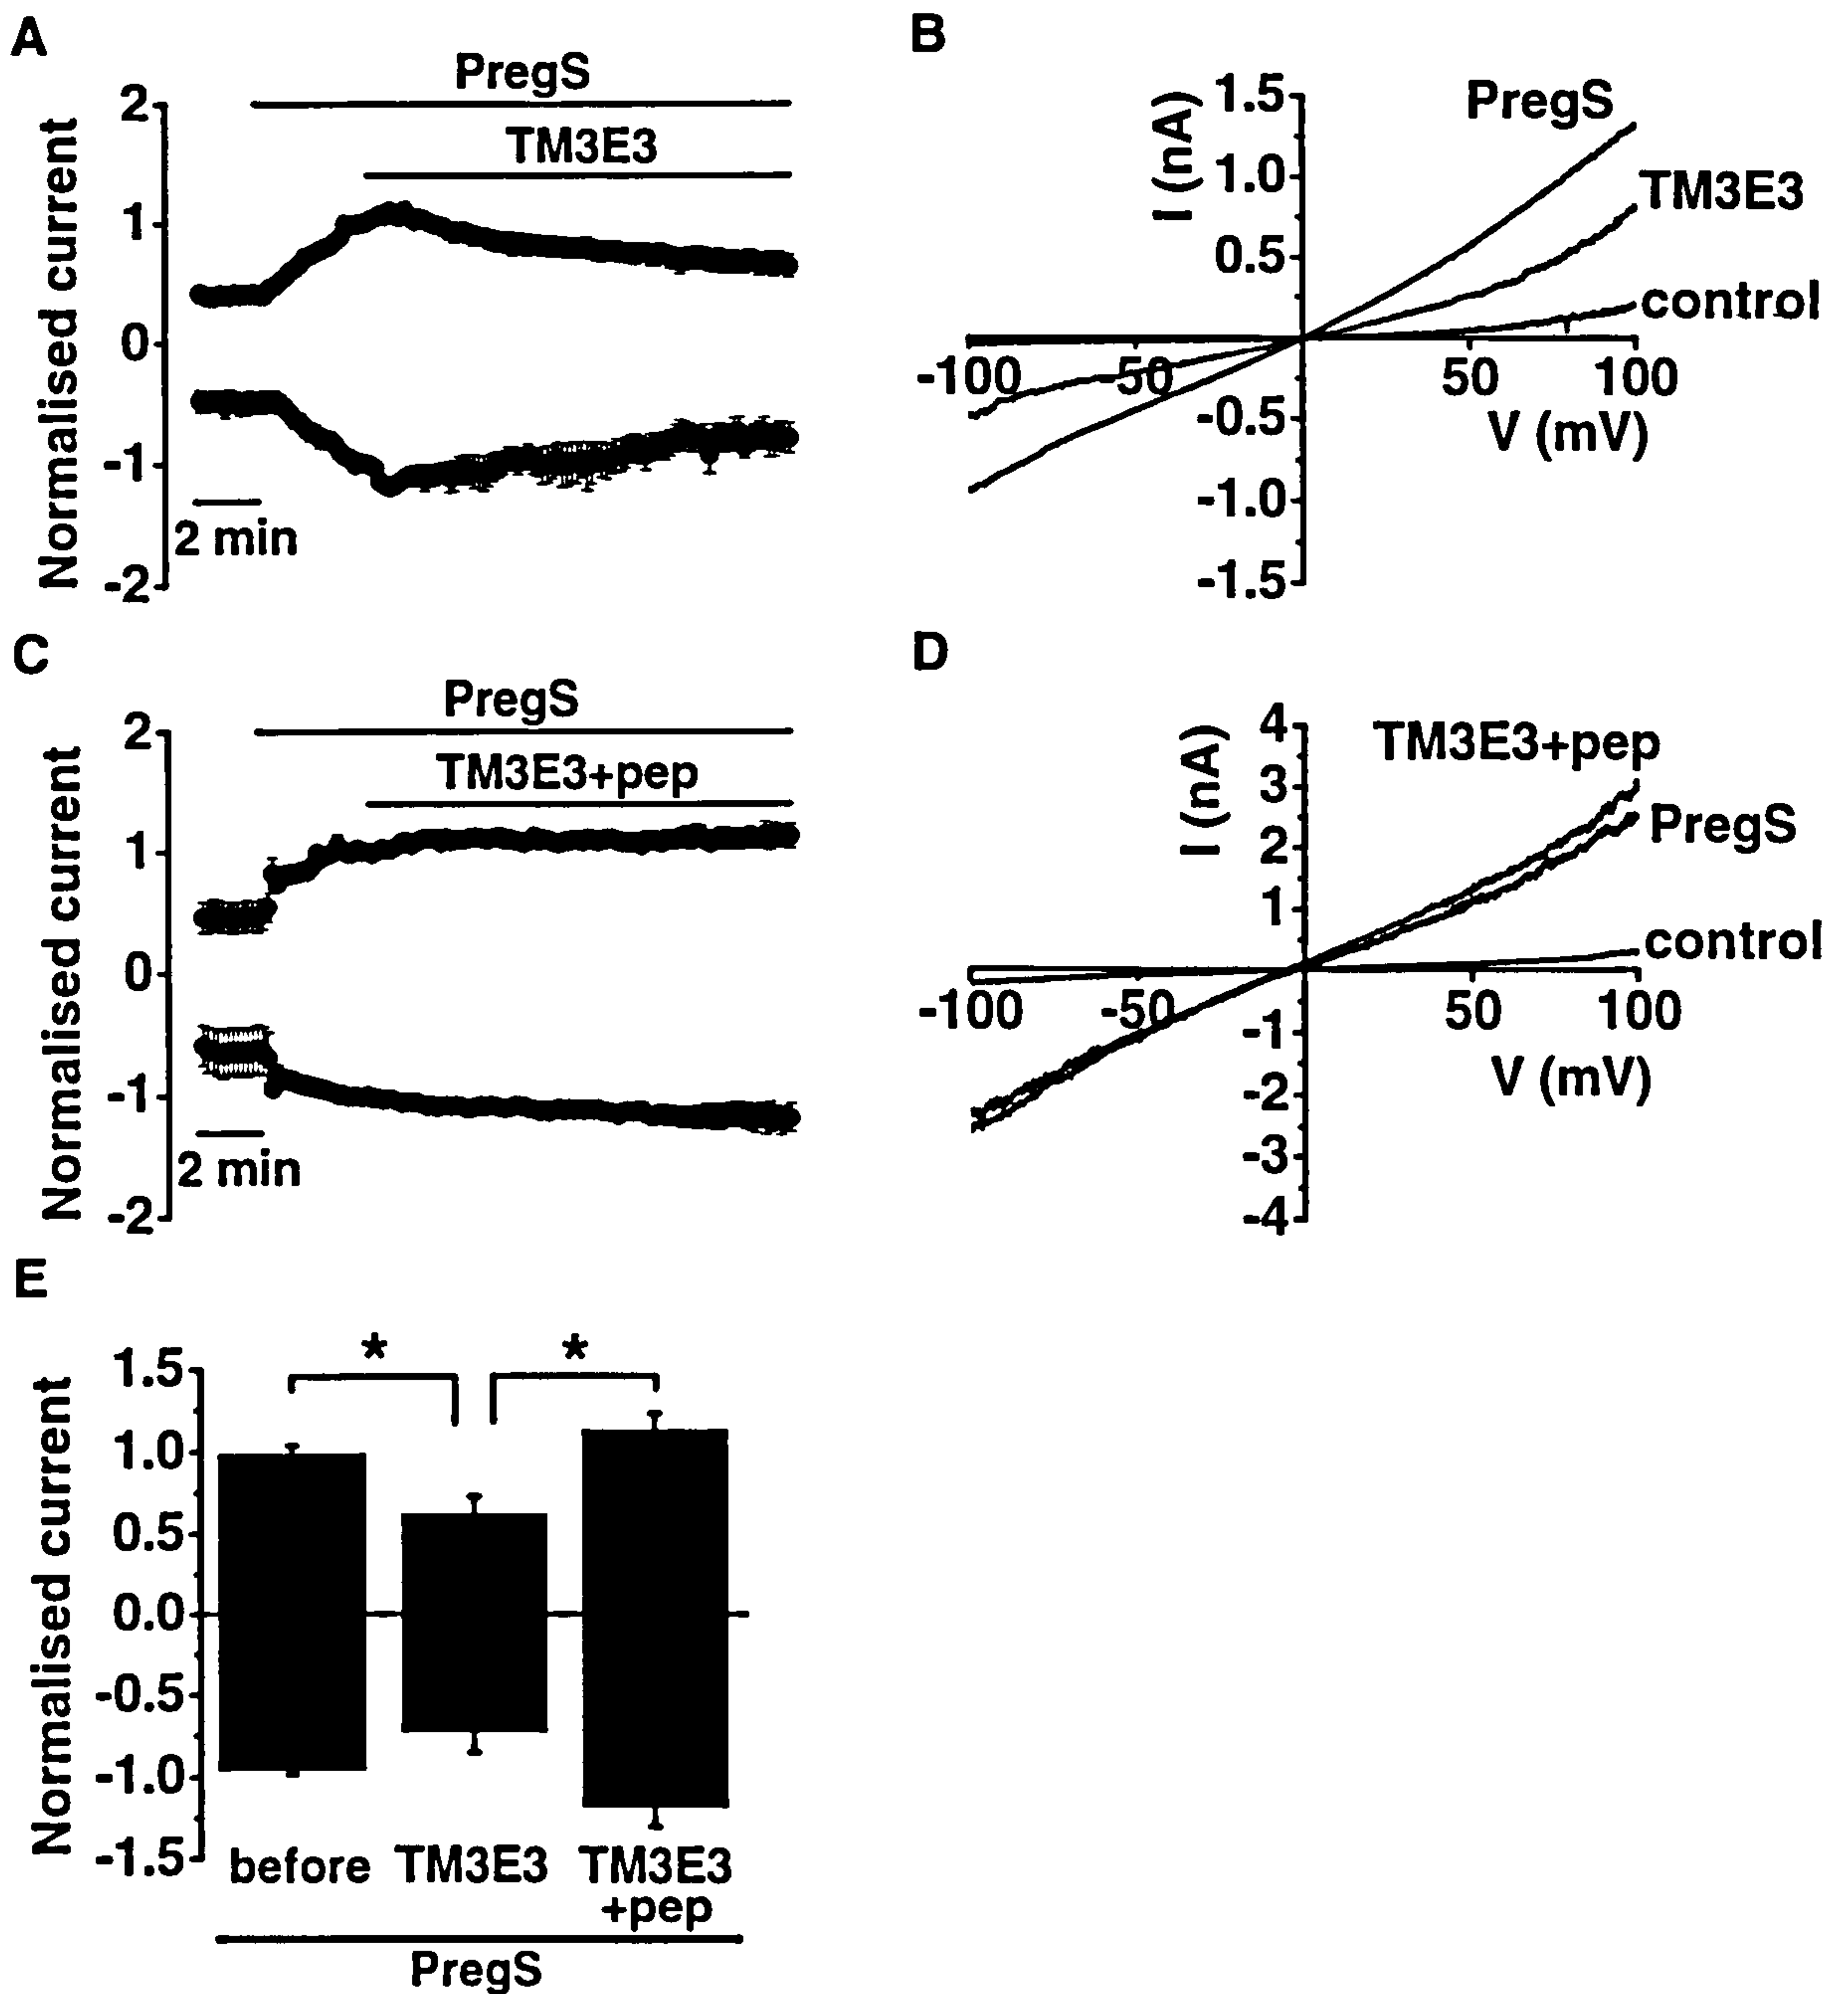 A
PregS
TM3E3
Normalised current
2
1
0
-1
-2
2 min
B
I (nA)
1.5
1.0
0.5
-0.5
-1.0
-1.5
PregS
TM3E3
control
-100
50
50
100
V (mV)
C
PregS
TM3E3+pep
Normalised current
2
1
0
-1
-2
2 min
D
I (nA)
4
3
2
1
-1
-2
-3
-4
TM3E3+pep
PregS
control
-100
-50
50
100
V (mV)
E
Normalised current
1.5
1.0
0.5
0.0
-0.5
-1.0
-1.5
*
*
before
TM3E3
TM3E3
+pep
PregS